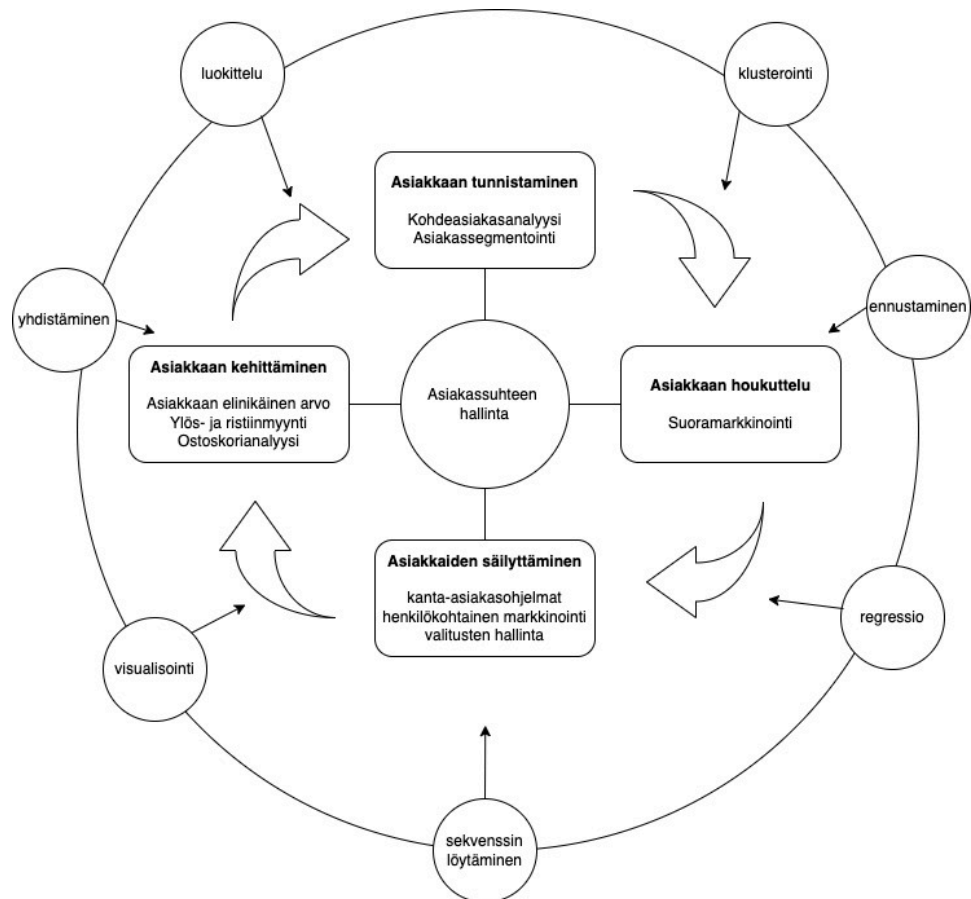 luokittelu
klusterointi
Asiakkaan tunnistaminen
Kohdeasiakasanalyysi
Asiakassegmentointi
yhdistäminen
ennustaminen
Asiakkaan kehittäminen
Asiakkaan elinikäinen arvo
Ylös- ja ristiinmyynti
Ostoskorianalyysi
Asiakassuhteen
hallinta
Asiakkaan houkuttelu
Suoramarkkinointi
Asiakkaiden säilyttäminen
kanta-asiakasohjelmat
henkilökohtainen markkinointi
valitusten hallinta
regressio
visualisointi
sekvenssin
löytäminen